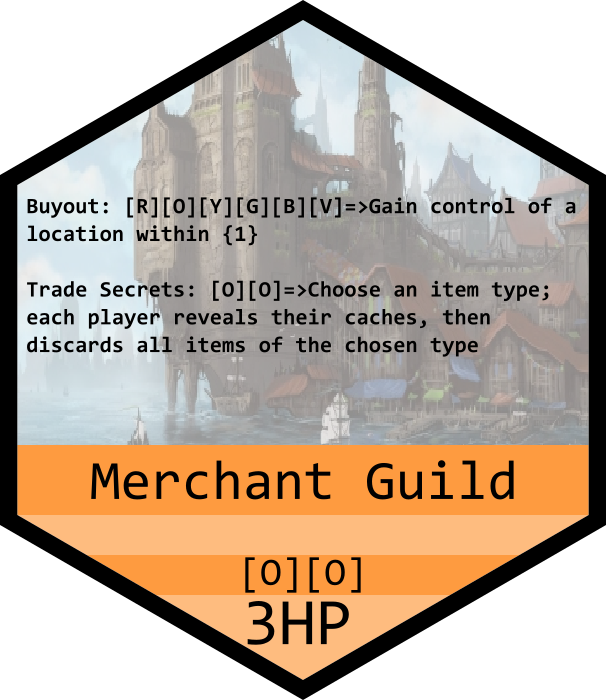 Buyout: [R][O][Y][G][B][V]=>Gain control of a
location within {1}
Trade Secrets: [O][O]=>Choose an item type;
each player reveals their caches, then
discards all items of the chosen type
Merchant Guild
[O][O]
3HP